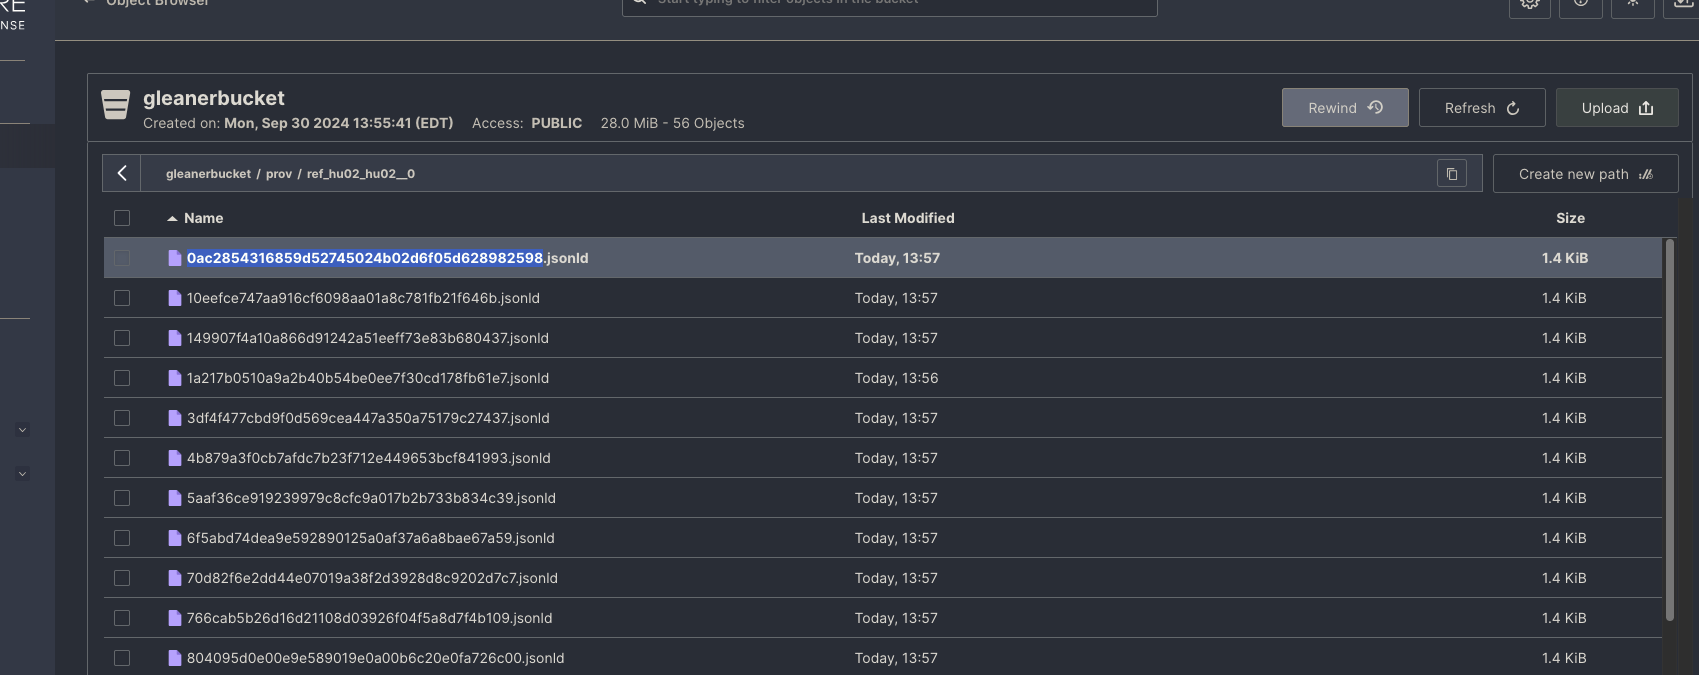 RE
NSE
Object Browser
Start typing to filter objects in the bucket
gleanerbucket
Created on: Mon, Sep 30 2024 13:55:41 (EDT) Access: PUBLIC 28.0 MiB - 56 Objects
Rewind Refresh Upload
gleanerbucket / prov / ref_hu02_hu02__0
Create new path
Name Last Modified Size
0ac2854316859d52745024b02d6f05d628982598.jsonld Today, 13:57 1.4 KiB
10eefce747aa916cf6098aa01a8c781fb21f646b.jsonld Today, 13:57 1.4 KiB
149907f4a10a866d91242a51eeff73e83b680437.jsonld Today, 13:57 1.4 KiB
1a217b0510a9a2b40b54be0ee7f30cd178fb61e7.jsonld Today, 13:56 1.4 KiB
3df4f477cbd9f0d569cea447a350a75179c27437.jsonld Today, 13:57 1.4 KiB
4b879a3f0cb7afdc7b23f712e449653bcf841993.jsonld Today, 13:57 1.4 KiB
5aaf36ce919239979c8cfc9a017b2b733b834c39.jsonld Today, 13:57 1.4 KiB
6f5abd74dea9e592890125a0af37a6a8bae67a59.jsonld Today, 13:57 1.4 KiB
70d82f6e2dd44e07019a38f2d3928d8c9202d7c7.jsonld Today, 13:57 1.4 KiB
766cab5b26d16d21108d03926f04f5a8d7f4b109.jsonld Today, 13:57 1.4 KiB
804095d0e00e9e589019e0a00b6c20e0fa726c00.jsonld Today, 13:57 1.4 KiB